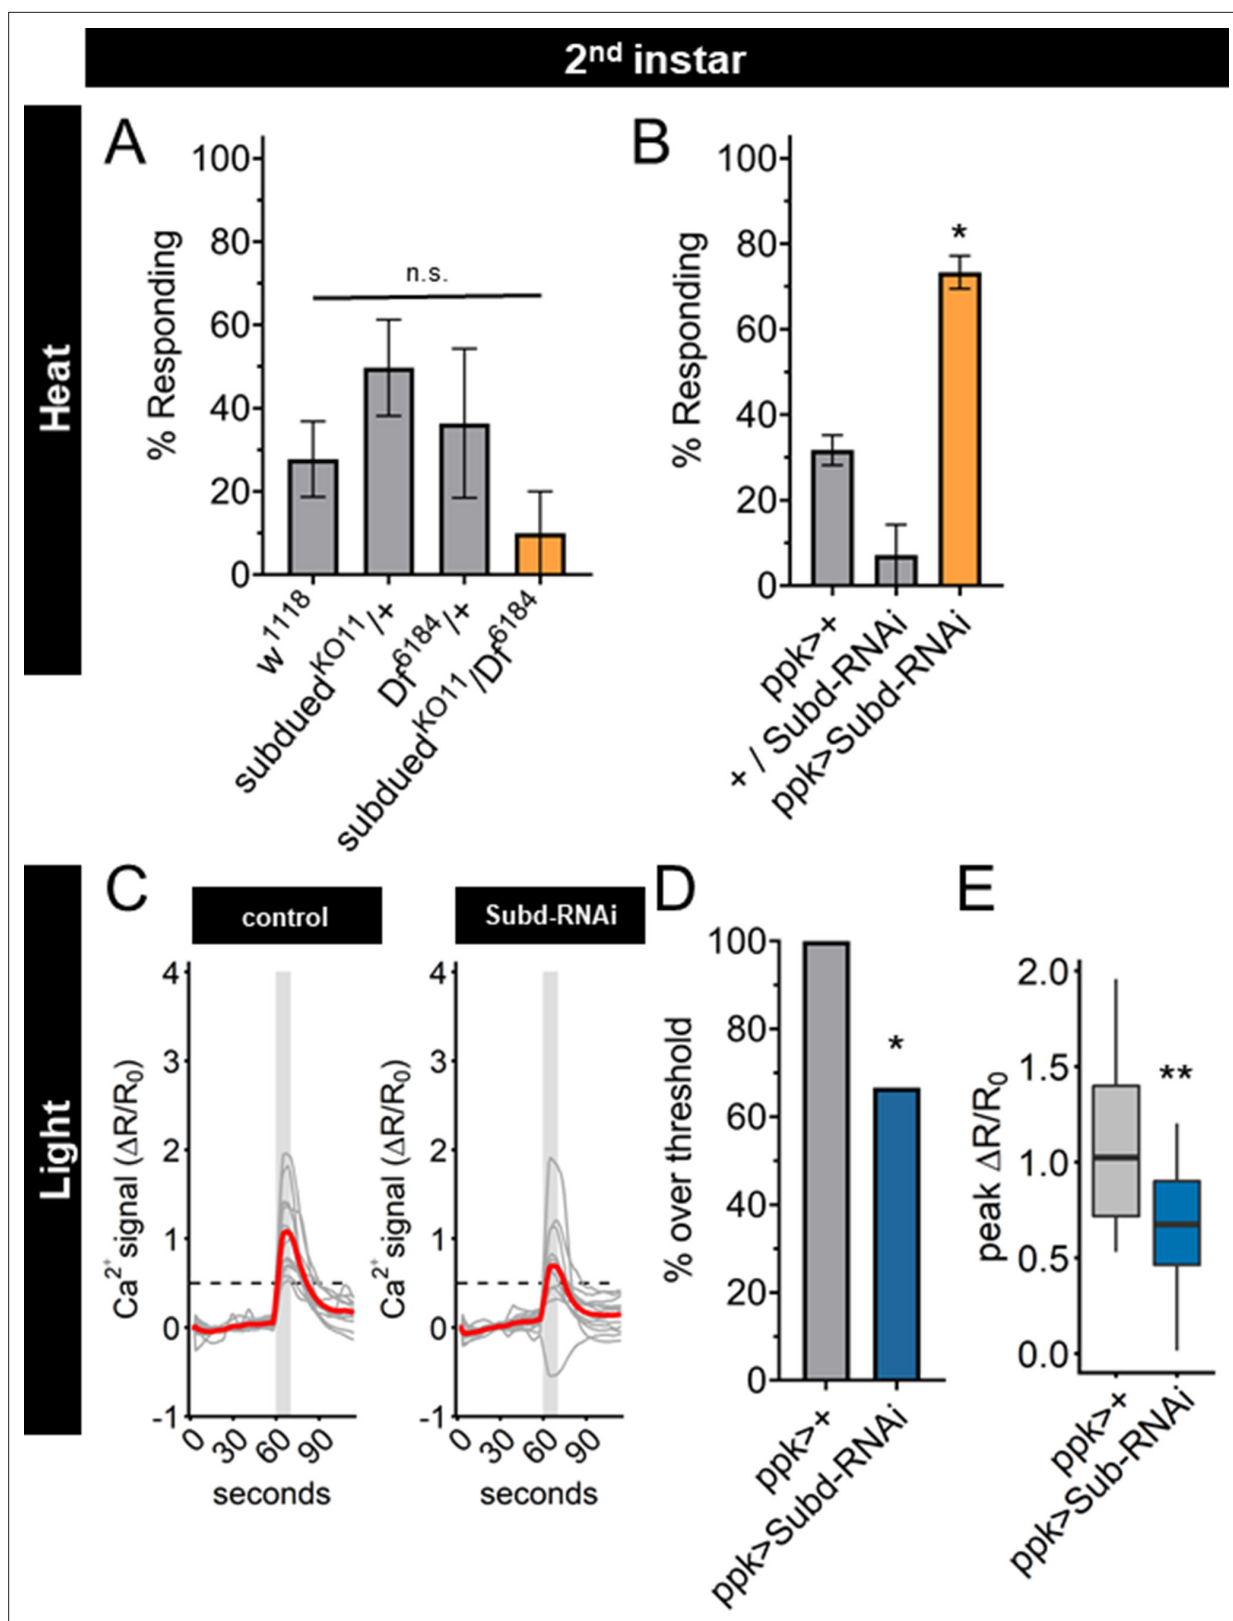 2nd instar
Heat
A
% Responding
100
80
60
40
20
0
n.s.
w1118
subduedKO11/+
Df6184/+
subduedKO11/Df6184
B
% Responding
100
80
60
40
20
0
*
ppk>+
+ / Subd-RNAi
ppk>Subd-RNAi
Light
C
control
Ca2+ signal (ΔR/R0)
4
3
2
1
0
-1
0 30 60 90
seconds
Subd-RNAi
Ca2+ signal (ΔR/R0)
4
3
2
1
0
-1
0 30 60 90
seconds
D
% over threshold
100
80
60
40
20
0
*
ppk>+
ppk>Subd-RNAi
E
peak ΔR/R0
2.0
1.5
1.0
0.5
0.0
**
ppk>+
ppk>Sub-RNAi